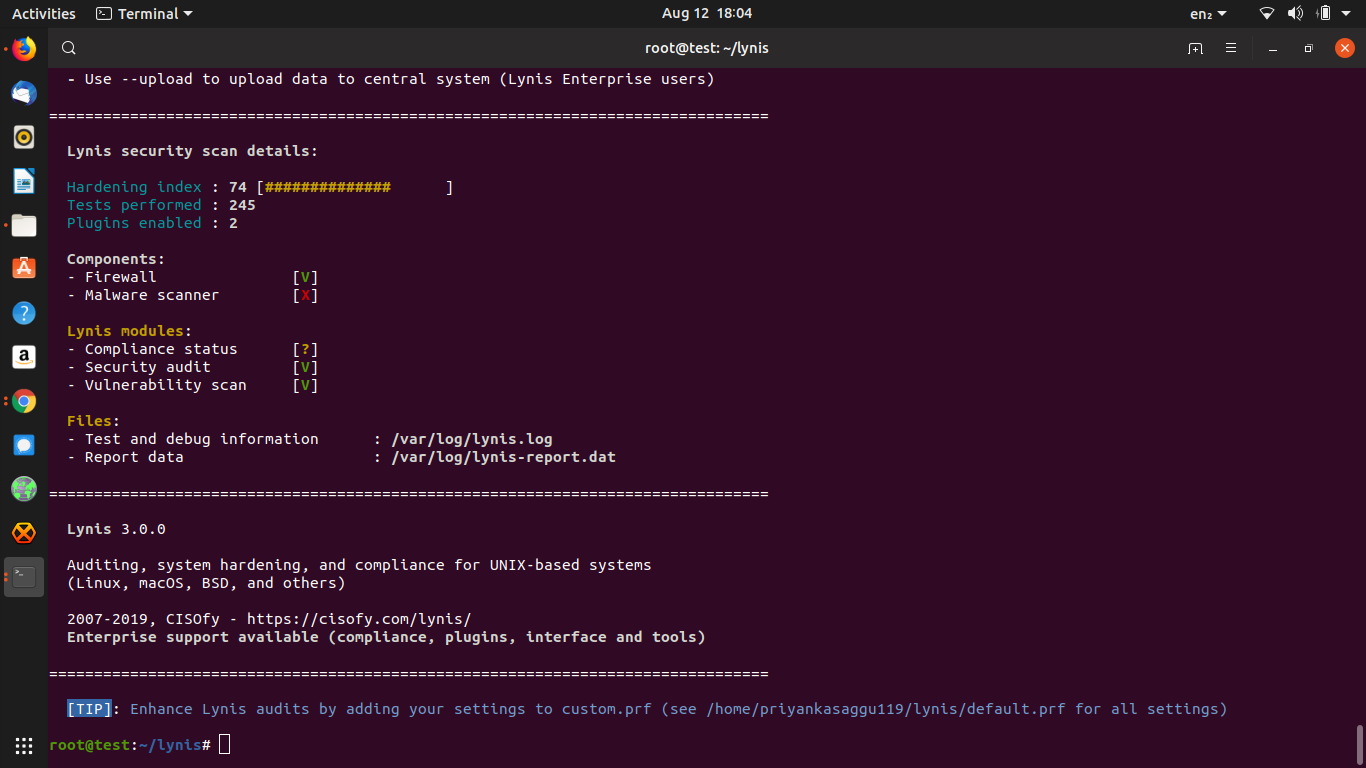 Activities Terminal Aug 12 18:04 en₂
root@test: ~/lynis
- Use --upload to upload data to central system (Lynis Enterprise users)
================================================================================
Lynis security scan details:
Hardening index : 74 [############## ]
Tests performed : 245
Plugins enabled : 2
Components:
- Firewall [V]
- Malware scanner [X]
Lynis modules:
- Compliance status [?]
- Security audit [V]
- Vulnerability scan [V]
Files:
- Test and debug information : /var/log/lynis.log
- Report data : /var/log/lynis-report.dat
================================================================================
Lynis 3.0.0
Auditing, system hardening, and compliance for UNIX-based systems
(Linux, macOS, BSD, and others)
2007-2019, CISOfy - https://cisofy.com/lynis/
Enterprise support available (compliance, plugins, interface and tools)
================================================================================
[TIP]: Enhance Lynis audits by adding your settings to custom.prf (see /home/priyankasaggu119/lynis/default.prf for all settings)
root@test:~/lynis#